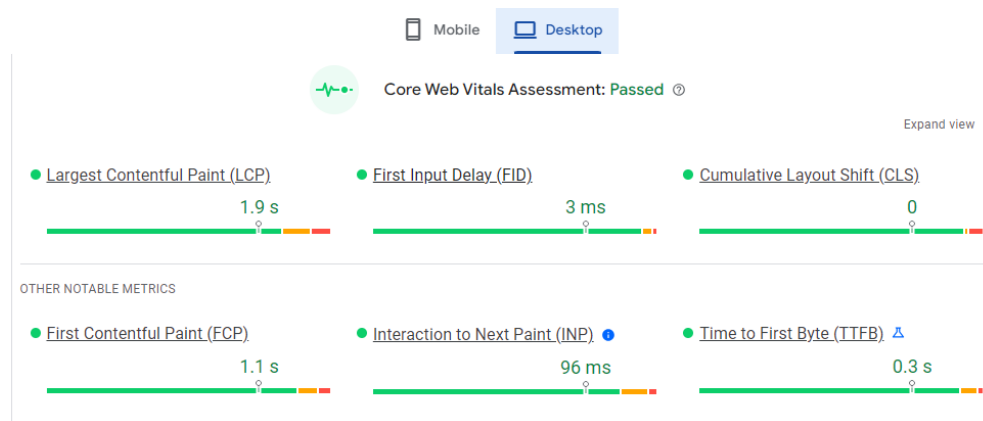 Mobile
Desktop
Core Web Vitals Assessment: Passed
Expand view
Largest Contentful Paint (LCP)
1.9 s
First Input Delay (FID)
3 ms
Cumulative Layout Shift (CLS)
0
OTHER NOTABLE METRICS
First Contentful Paint (FCP)
1.1 s
Interaction to Next Paint (INP)
96 ms
Time to First Byte (TTFB)
0.3 s